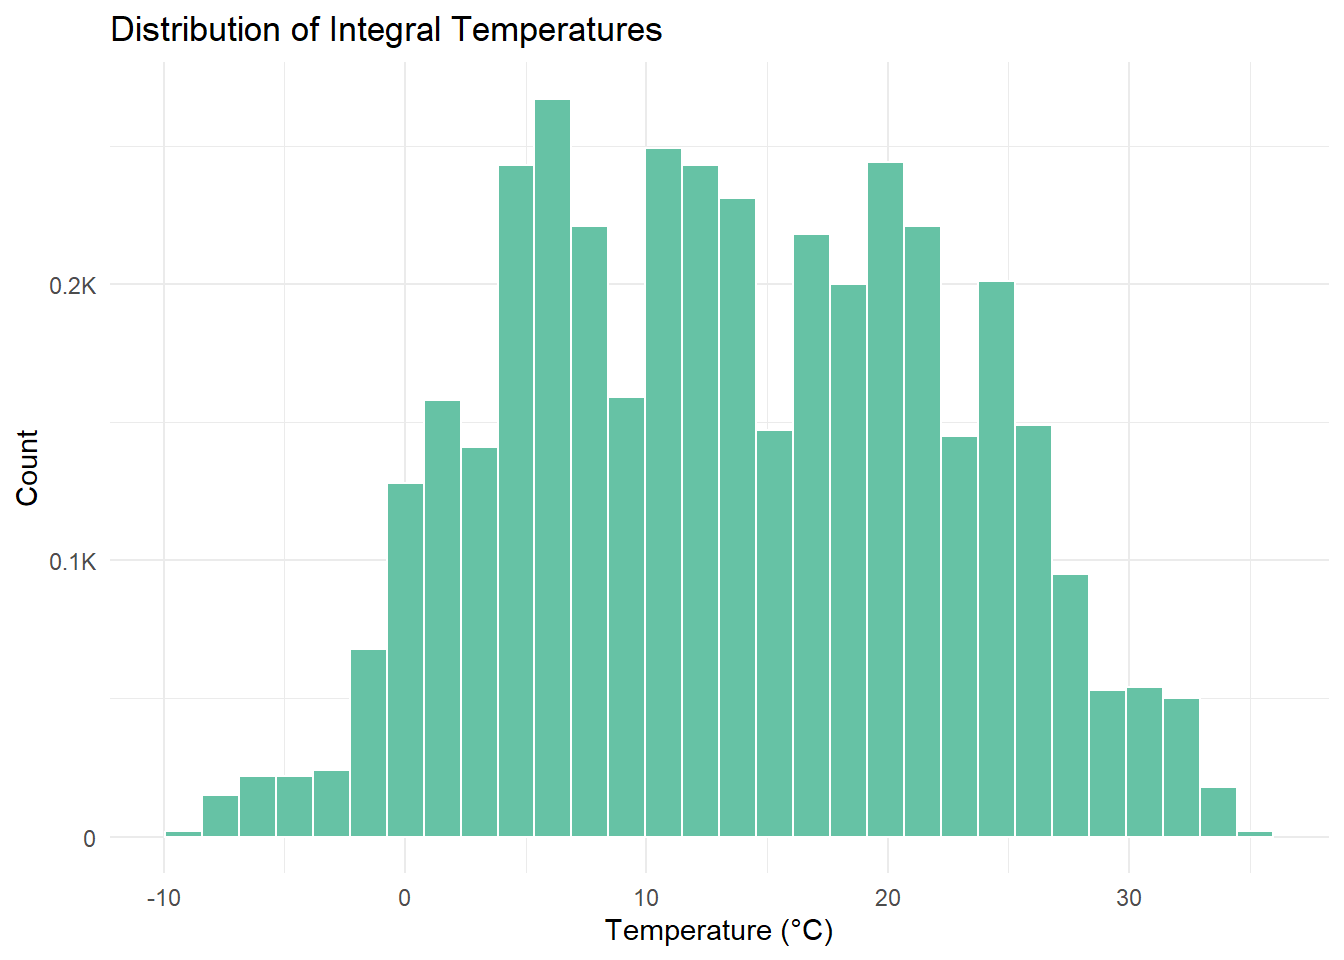 Distribution of Integral Temperatures
Count
0.2K
0.1K
0
-10
0
10
20
30
Temperature (°C)